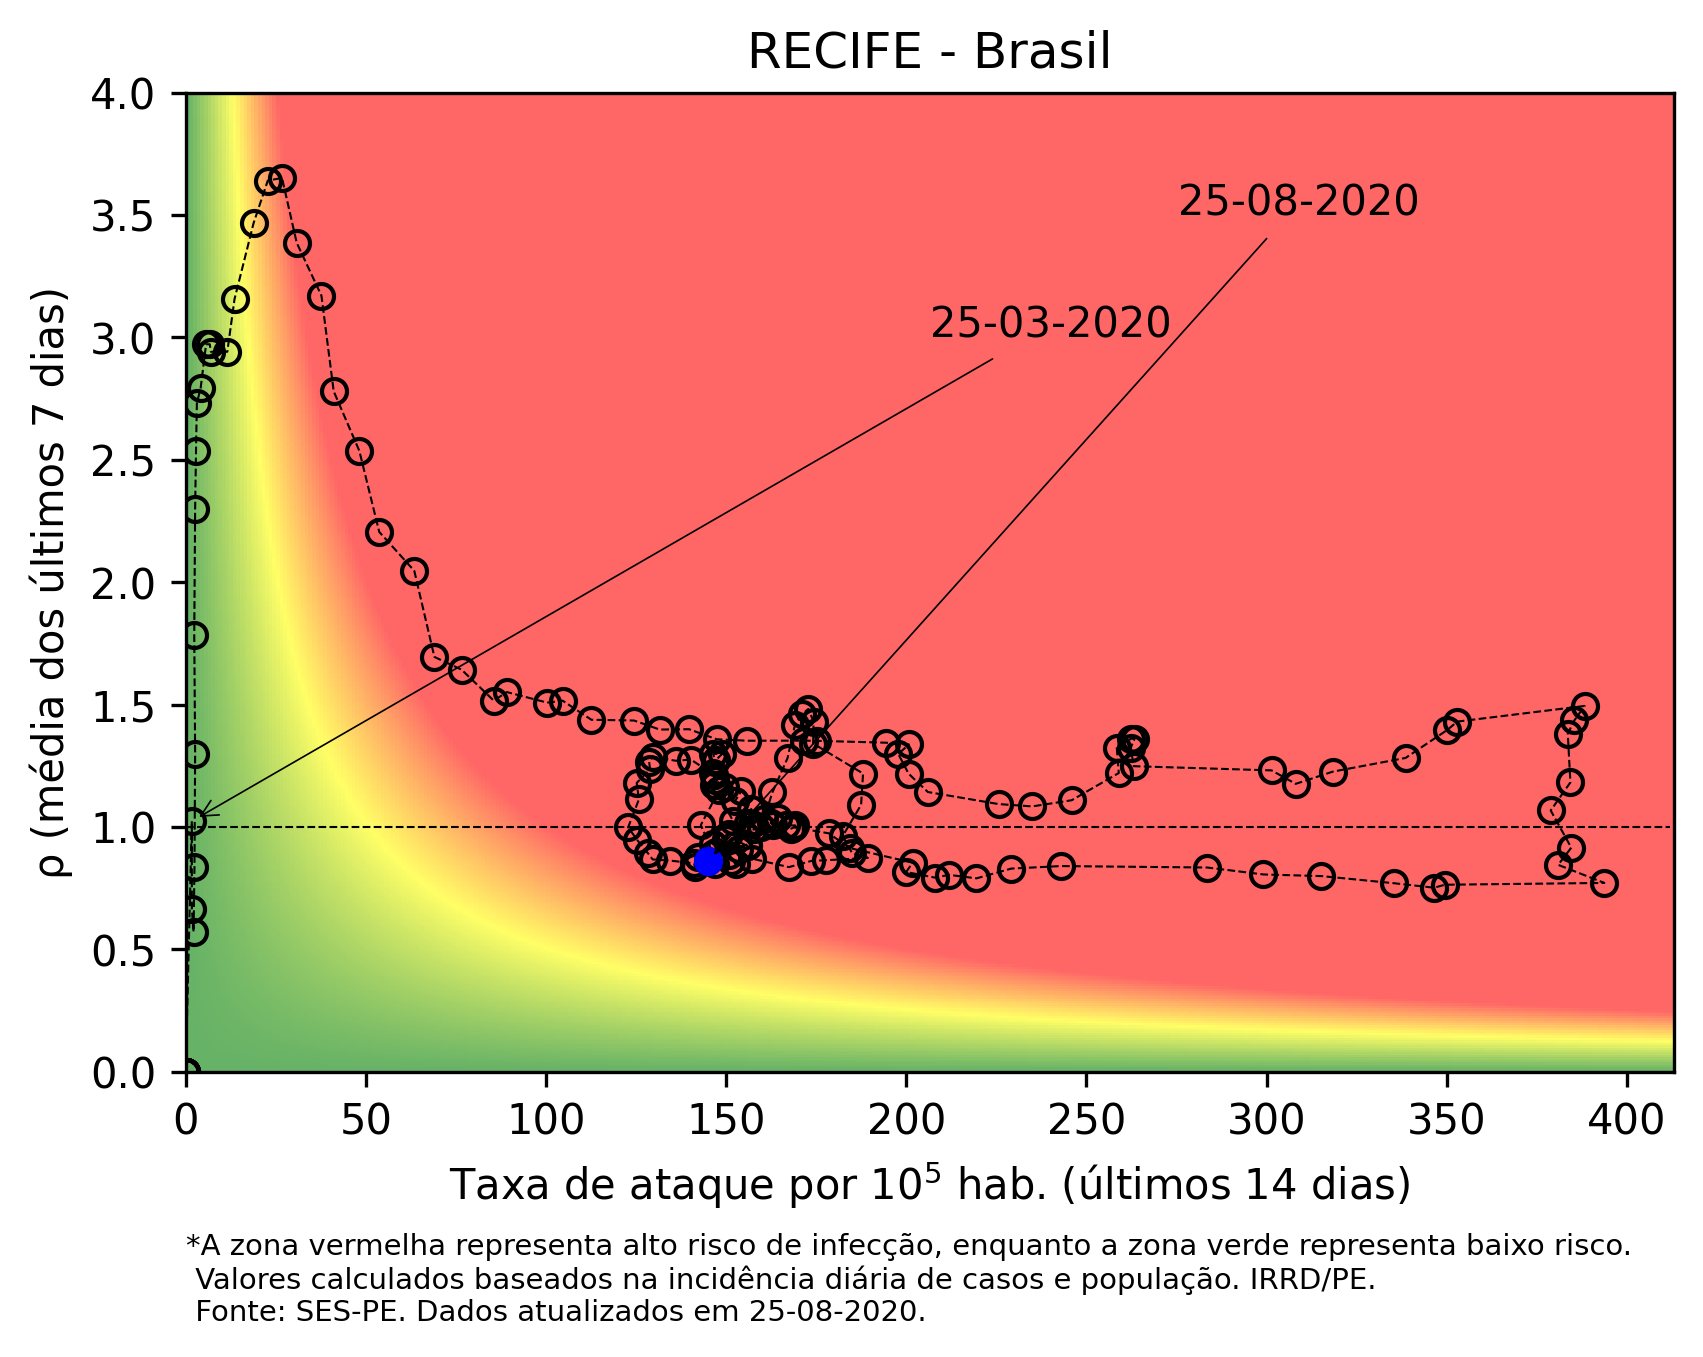 RECIFE - Brasil
4.0
3.5
3.0
2.5
2.0
1.5
1.0
0.5
0.0
ρ (média dos últimos 7 dias)
25-08-2020
25-03-2020
0 50 100 150 200 250 300 350 400
Taxa de ataque por 10⁵ hab. (últimos 14 dias)
*A zona vermelha representa alto risco de infecção, enquanto a zona verde representa baixo risco.
Valores calculados baseados na incidência diária de casos e população. IRRD/PE.
Fonte: SES-PE. Dados atualizados em 25-08-2020.